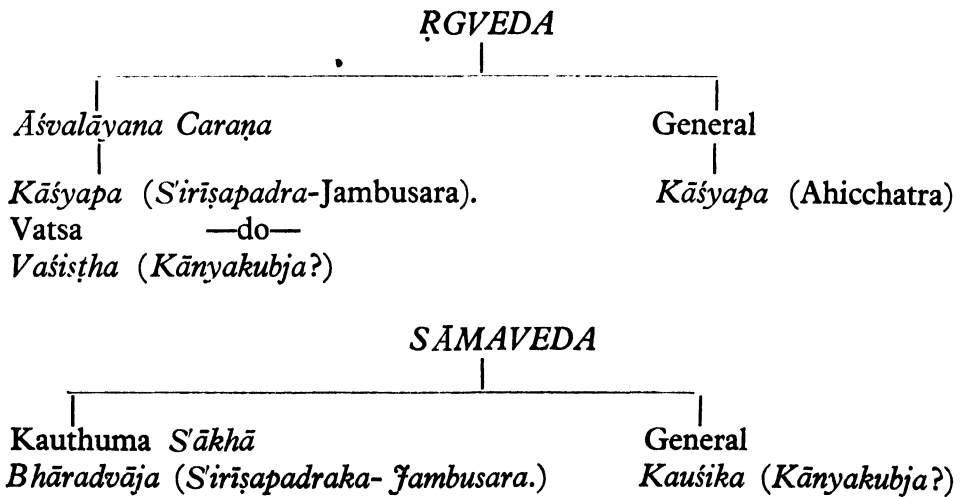 ṚGVEDA
Āśvalāyana Caraṇa General
Kāśyapa (S'irīṣapadra-Jambusara). Kāśyapa (Ahicchatra)
Vatsa —do—
Vaśiṣṭha (Kānyakubja?)
SĀMAVEDA
Kauthuma S'ākhā General
Bhāradvāja (S'irīṣapadraka- Jambusara.) Kauśika (Kānyakubja?)